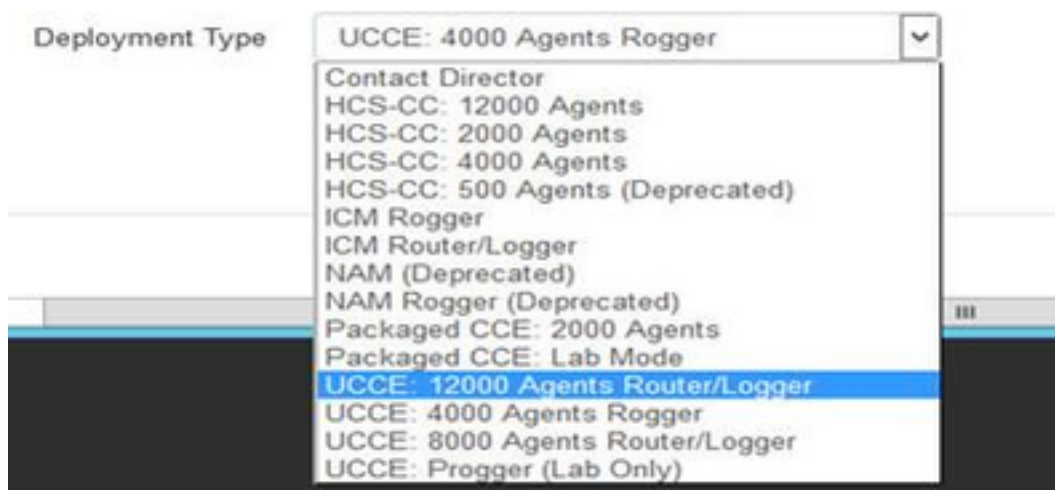 Deployment Type UCCE: 4000 Agents Rogger
Contact Director
HCS-CC: 12000 Agents
HCS-CC: 2000 Agents
HCS-CC: 4000 Agents
HCS-CC: 500 Agents (Deprecated)
ICM Rogger
ICM Router/Logger
NAM (Deprecated)
NAM Rogger (Deprecated)
Packaged CCE: 2000 Agents
Packaged CCE: Lab Mode
UCCE: 12000 Agents Router/Logger
UCCE: 4000 Agents Rogger
UCCE: 8000 Agents Router/Logger
UCCE: Progger (Lab Only)